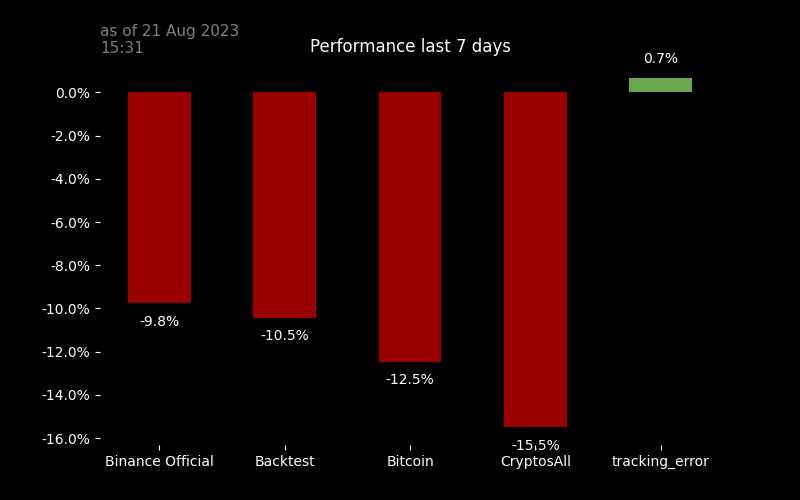 as of 21 Aug 2023
15:31
Performance last 7 days
0.7%
0.0%
-2.0%
-4.0%
-6.0%
-8.0%
-10.0%
-12.0%
-14.0%
-16.0%
-9.8%
-10.5%
-12.5%
-15.5%
Binance Official
Backtest
Bitcoin
CryptosAll
tracking_error